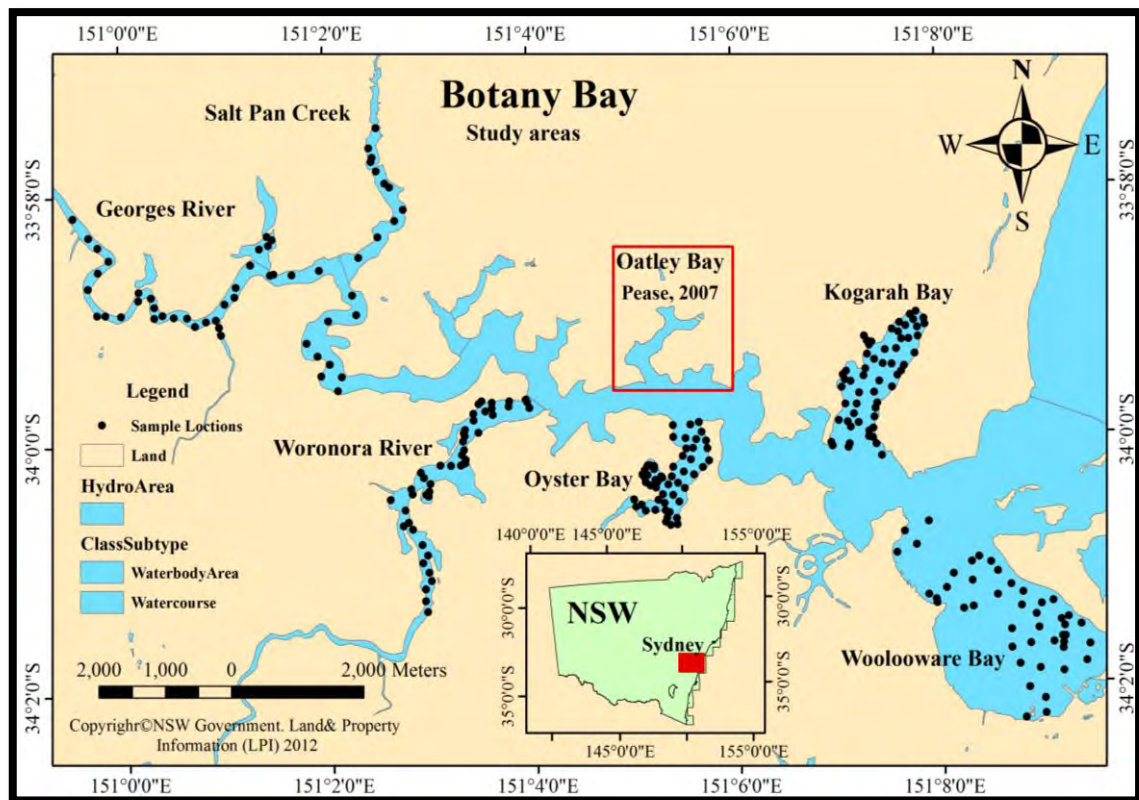 151°0'0"E 151°2'0"E 151°4'0"E 151°6'0"E 151°8'0"E
Botany Bay
Study areas
N
W E
S
Salt Pan Creek
Georges River
33°58'0"S
33°58'0"S
Oatley Bay
Pease, 2007
Kogarah Bay
Legend
Sample Loctions
Land
HydroArea
ClassSubtype
WaterbodyArea
Watercourse
Woronora River
34°0'0"S
34°0'0"S
Oyster Bay
140°0'0"E 145°0'0"E 155°0'0"E
30°0'0"S
30°0'0"S
NSW
Sydney
35°0'0"S
35°0'0"S
145°0'0"E 155°0'0"E
Woolooware Bay
34°2'0"S
34°2'0"S
2,000 1,000 0 2,000 Meters
Copyright©NSW Government. Land& Property
Information (LPI) 2012
151°0'0"E 151°2'0"E 151°4'0"E 151°6'0"E 151°8'0"E